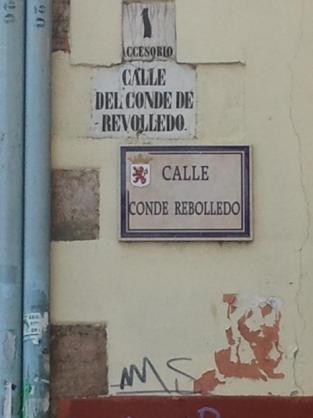 1
ACCESORIO
CALLE
DEL CONDE DE
REVOLLEDO.
CALLE
CONDE REBOLLEDO